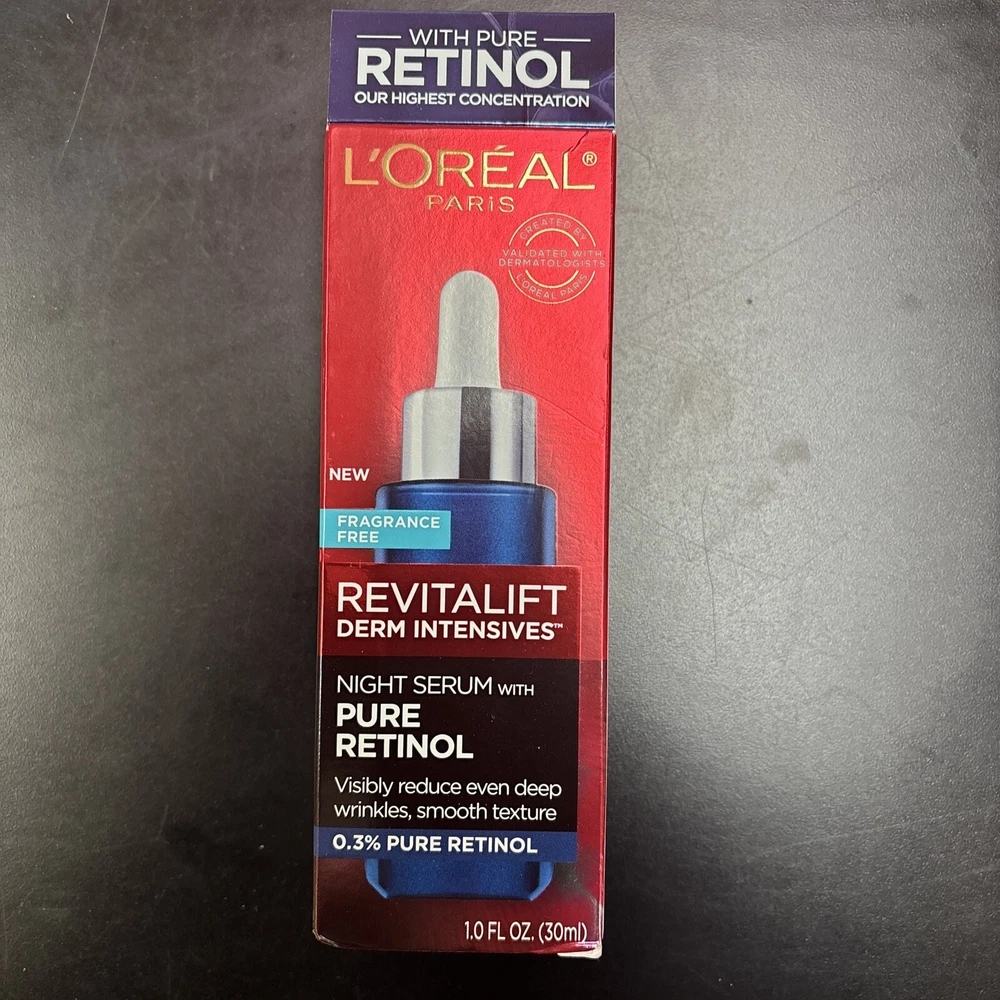 WITH PURE
RETINOL
OUR HIGHEST CONCENTRATION
L'ORÉAL®
PARiS
CREATED BY
VALIDATED WITH
DERMATOLOGISTS
L'ORÉAL PARIS
NEW
FRAGRANCE
FREE
REVITALIFT
DERM INTENSIVES™
NIGHT SERUM WITH
PURE
RETINOL
Visibly reduce even deep
wrinkles, smooth texture
0.3% PURE RETINOL
1.0 FL OZ. (30ml)